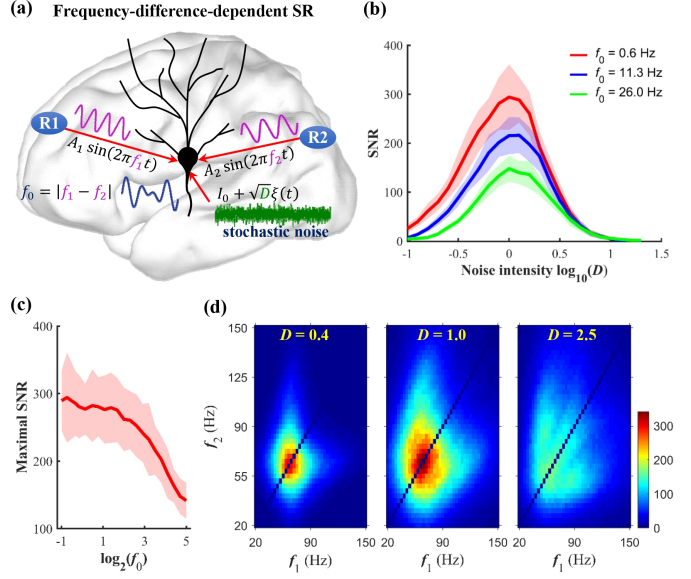 (a) Frequency-difference-dependent SR
R1
R2
A₁ sin(2πf₁t)
A₂ sin(2πf₂t)
f₀ = |f₁ − f₂|
I₀ + √Dξ(t)
stochastic noise
(b)
f₀ = 0.6 Hz
f₀ = 11.3 Hz
f₀ = 26.0 Hz
SNR
400
300
200
100
0
-1 -0.5 0 0.5 1 1.5
Noise intensity log₁₀(D)
(c)
Maximal SNR
400
300
200
100
-1 1 3 5
log₂(f₀)
(d)
D = 0.4 D = 1.0 D = 2.5
f₂ (Hz)
150
125
90
55
20
20 90 150 20 90 150 20 90 150
f₁ (Hz) f₁ (Hz) f₁ (Hz)
300
200
100
0